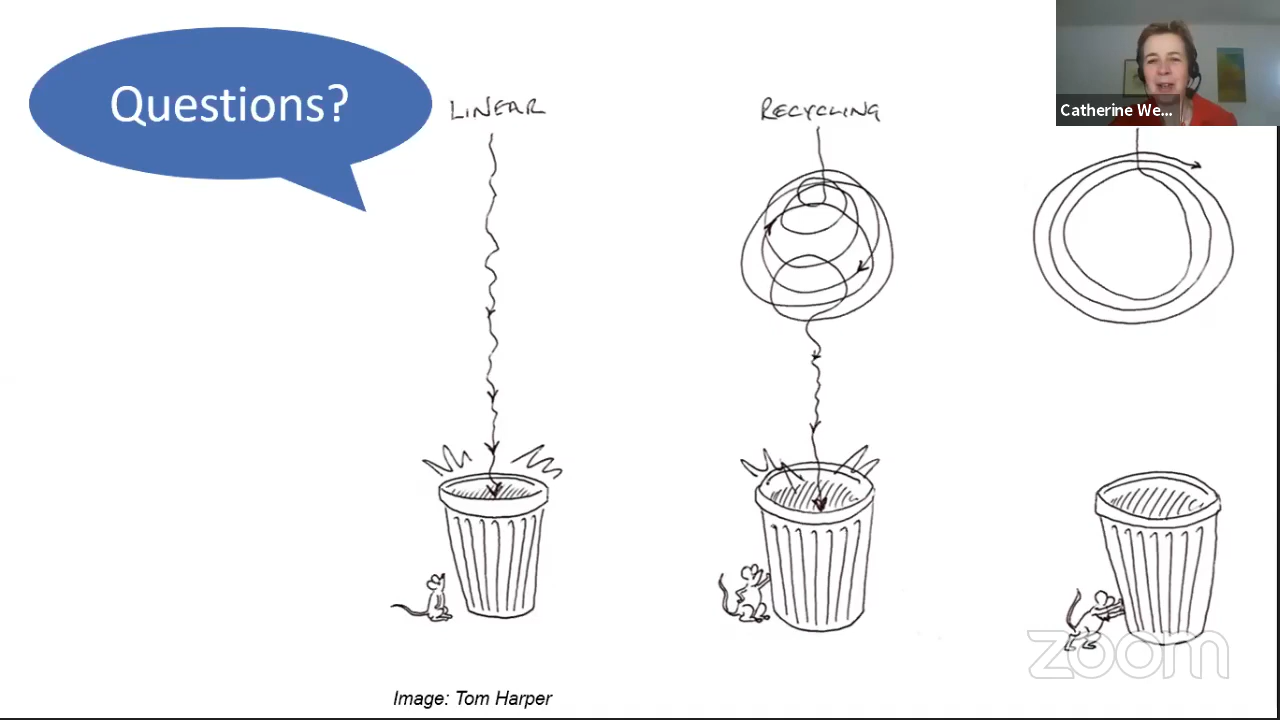 Questions?
LINEAR
RECYCLING
Catherine We...
Image: Tom Harper
zoom